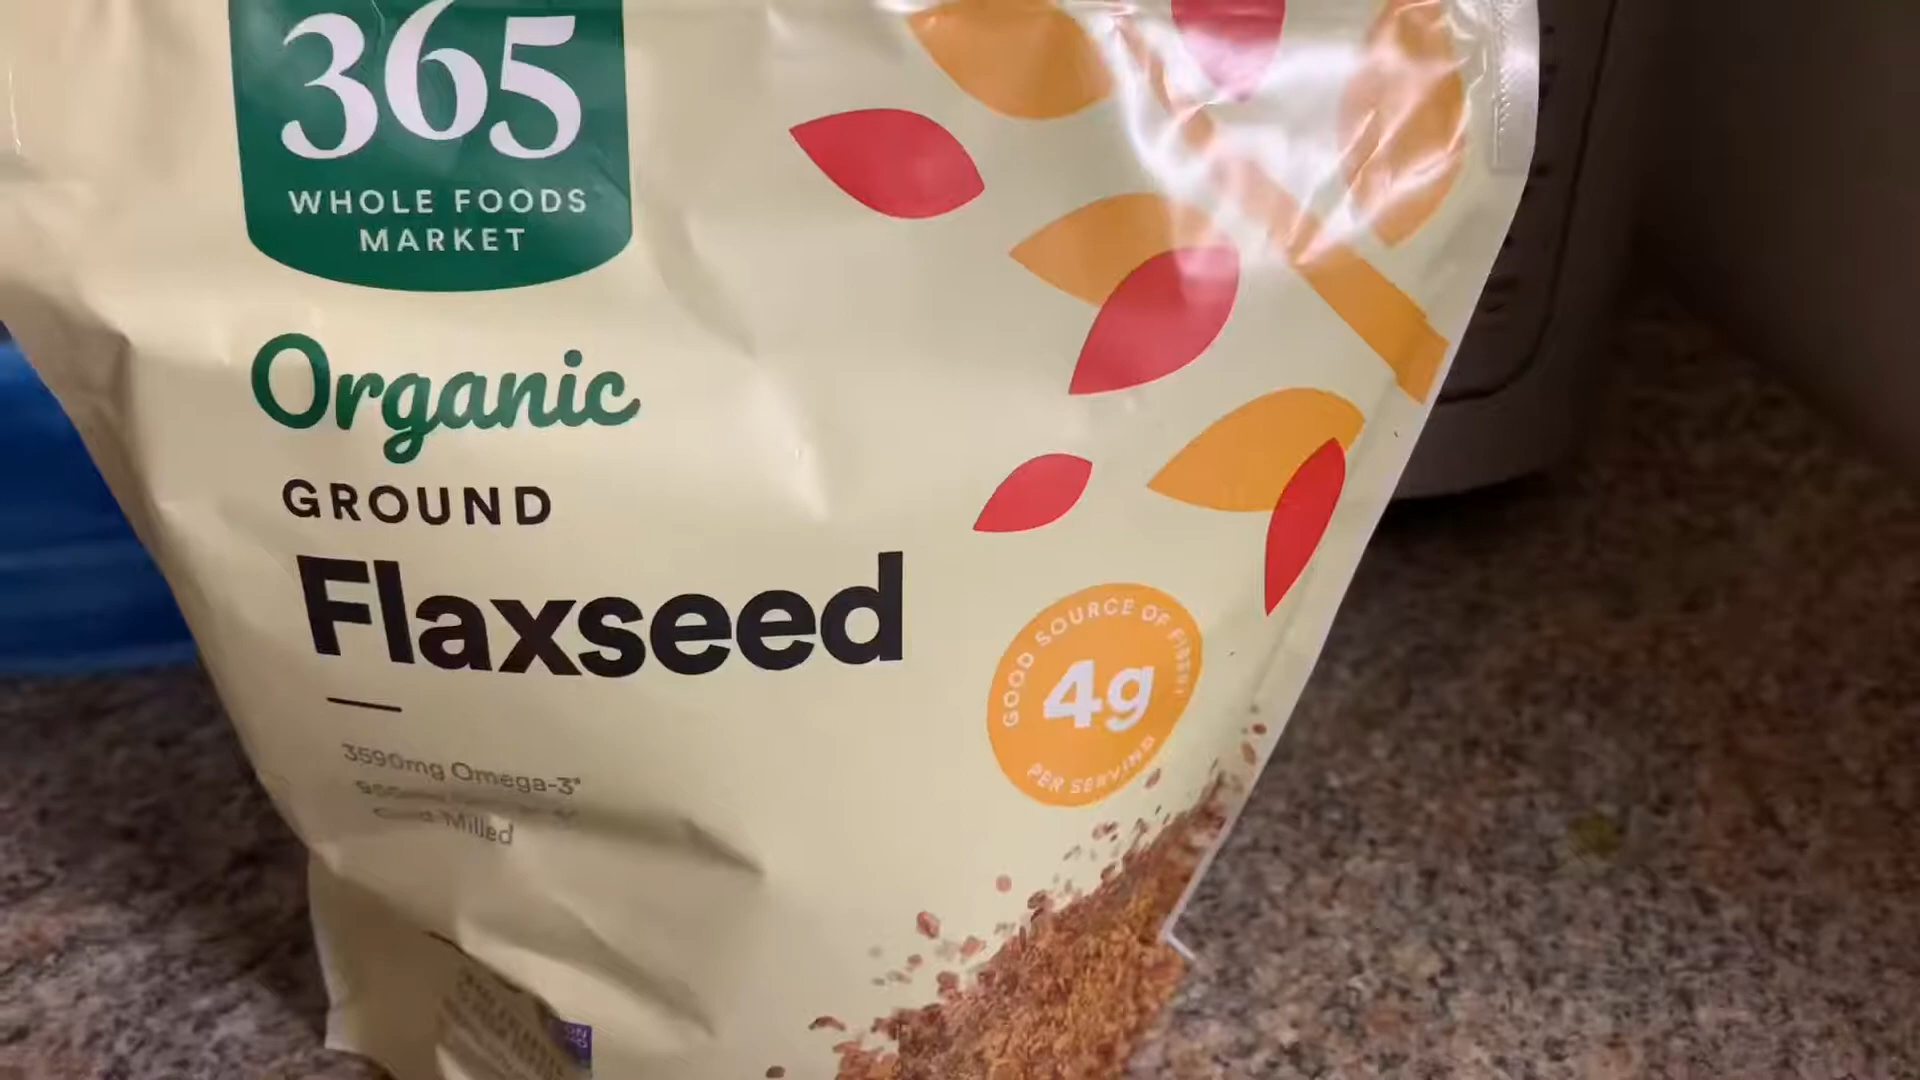 365
WHOLE FOODS
MARKET
Organic
GROUND
Flaxseed
GOOD SOURCE OF FIBER!
4g
PER SERVING
3590mg Omega-3*
Milled